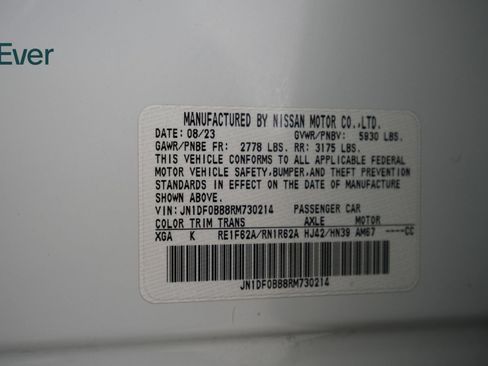 Ever
MANUFACTURED BY NISSAN MOTOR CO.,LTD.
DATE: 08/23 GVWR/PNBV: 5930 LBS.
GAWR/PNBE FR: 2778 LBS. RR: 3175 LBS.
THIS VEHICLE CONFORMS TO ALL APPLICABLE FEDERAL
MOTOR VEHICLE SAFETY,BUMPER,AND THEFT PREVENTION
STANDARDS IN EFFECT ON THE DATE OF MANUFACTURE
SHOWN ABOVE.
VIN: JN1DF0BB8RM730214 PASSENGER CAR
COLOR TRIM TRANS AXLE MOTOR
XGA K RE1F62A/RN1R62A HJ42/HN39 AM67 ----CC
JN1DF0BB8RM730214